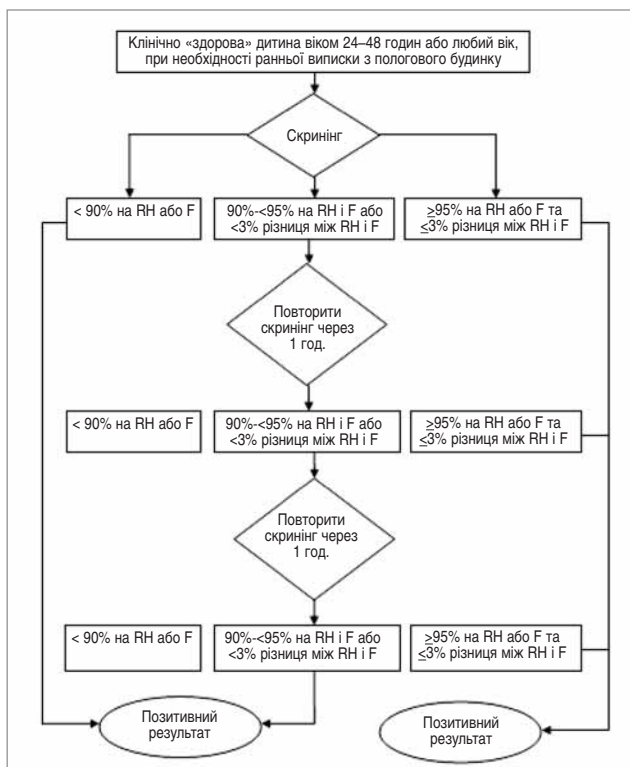 Клінічно «здорова» дитина віком 24–48 годин або любий вік,
при необхідності ранньої виписки з пологового будинку
Скринінг
< 90% на RH або F
90%-<95% на RH і F або
<3% різниця між RH і F
≥95% на RH або F та
≤3% різниця між RH і F
Повторити
скринінг через
1 год.
< 90% на RH або F
90%-<95% на RH і F або
<3% різниця між RH і F
≥95% на RH або F та
≤3% різниця між RH і F
Повторити
скринінг через
1 год.
< 90% на RH або F
90%-<95% на RH і F або
<3% різниця між RH і F
≥95% на RH або F та
≤3% різниця між RH і F
Позитивний
результат
Позитивний
результат